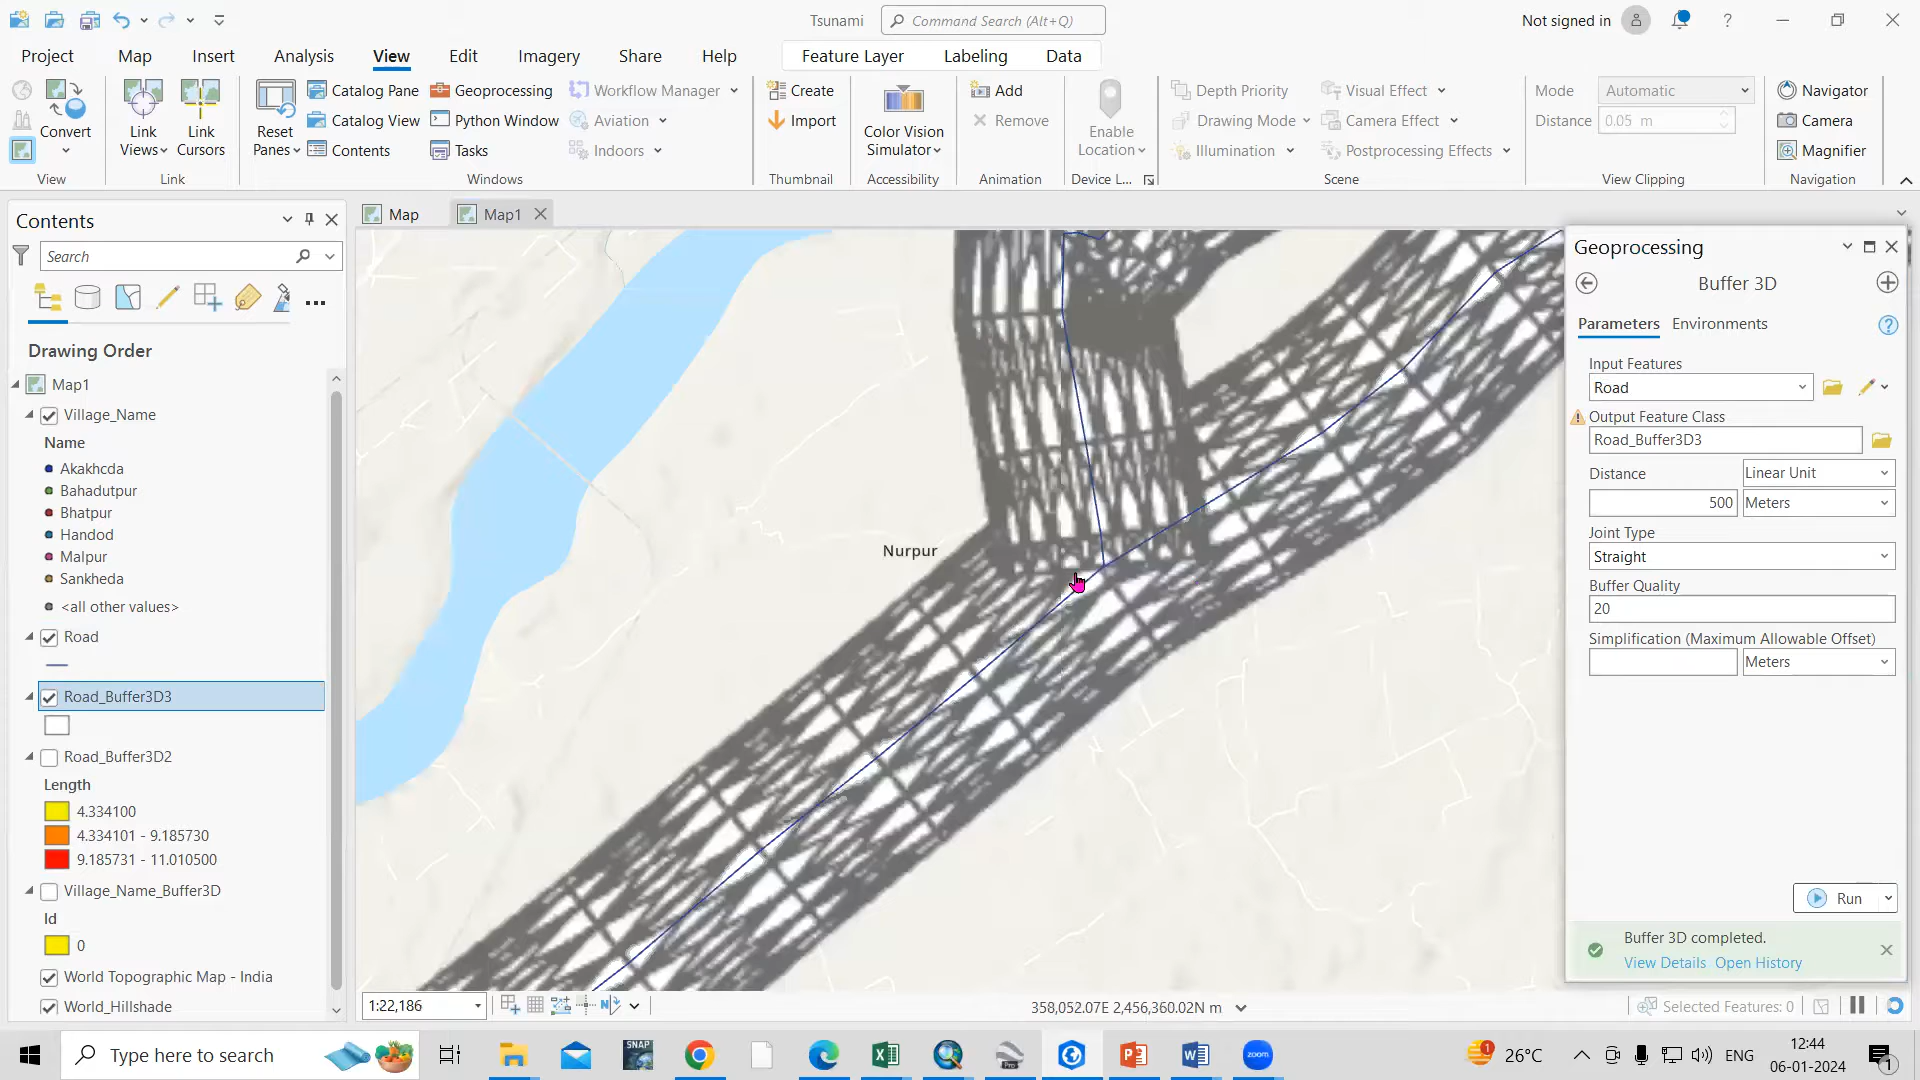 Tsunami
Command Search (Alt+Q)
Not signed in
Project Map Insert Analysis View Edit Imagery Share Help Feature Layer Labeling Data
Convert
Link Views
Link Cursors
Reset Panes
Catalog Pane
Catalog View
Contents
Geoprocessing
Python Window
Tasks
Workflow Manager
Aviation
Indoors
Create
Import
Color Vision Simulator
Add
Remove
Enable Location
Depth Priority
Drawing Mode
Illumination
Visual Effect
Camera Effect
Postprocessing Effects
Mode Automatic
Distance 0.05 m
Navigator
Camera
Magnifier
View Link Windows Thumbnail Accessibility Animation Device L... Scene View Clipping Navigation
Contents
Search
Drawing Order
Map1
Village_Name
Name
Akakhcda
Bahadutpur
Bhatpur
Handod
Malpur
Sankheda
<all other values>
Road
Road_Buffer3D3
Road_Buffer3D2
Length
4.334100
4.334101 - 9.185730
9.185731 - 11.010500
Village_Name_Buffer3D
Id
0
World Topographic Map - India
World_Hillshade
Map Map1
Nurpur
1:22,186
358,052.07E 2,456,360.02N m
Selected Features: 0
Geoprocessing
Buffer 3D
Parameters Environments
Input Features
Road
Output Feature Class
Road_Buffer3D3
Distance Linear Unit
500 Meters
Joint Type
Straight
Buffer Quality
20
Simplification (Maximum Allowable Offset)
Meters
Run
Buffer 3D completed.
View Details Open History
Type here to search
SNAP
Pro
zoom
1
26°C
ENG
12:44
06-01-2024
1